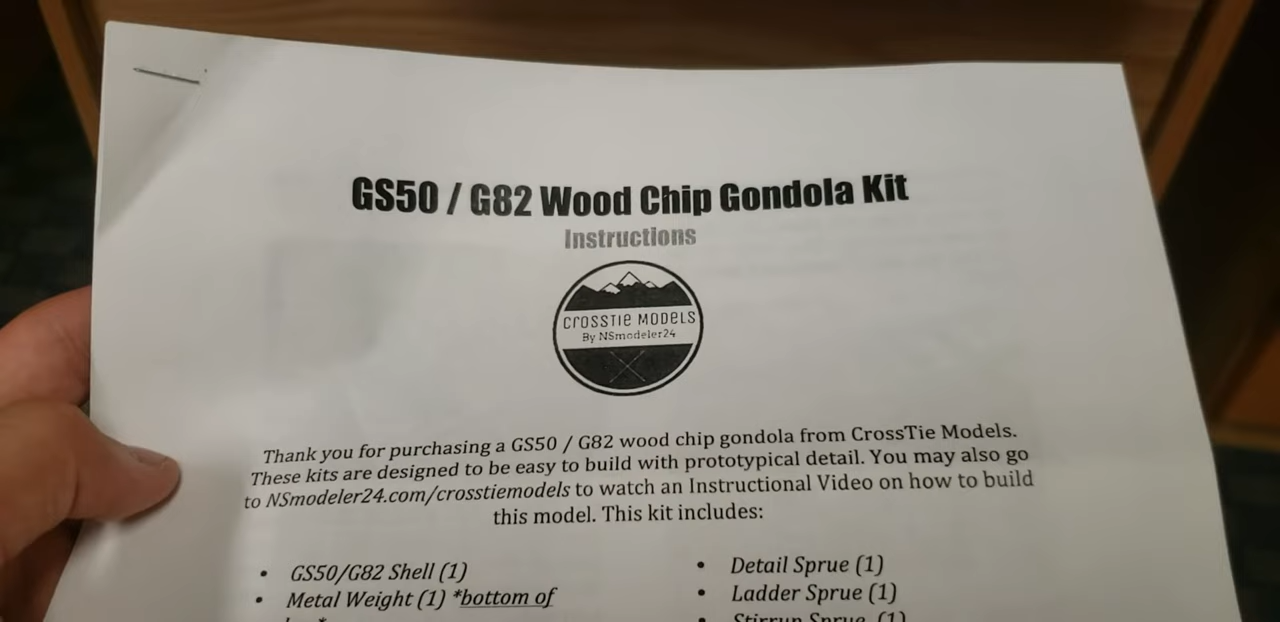 GS50 / G82 Wood Chip Gondola Kit
Instructions
CROSSTIE MODELS
By NSmodeler24
Thank you for purchasing a GS50 / G82 wood chip gondola from CrossTie Models.
These kits are designed to be easy to build with prototypical detail. You may also go
to NSmodeler24.com/crosstiemodels to watch an Instructional Video on how to build
this model. This kit includes:
• GS50/G82 Shell (1)
• Metal Weight (1) *bottom of
• Detail Sprue (1)
• Ladder Sprue (1)
Stirrup Sprue (1)